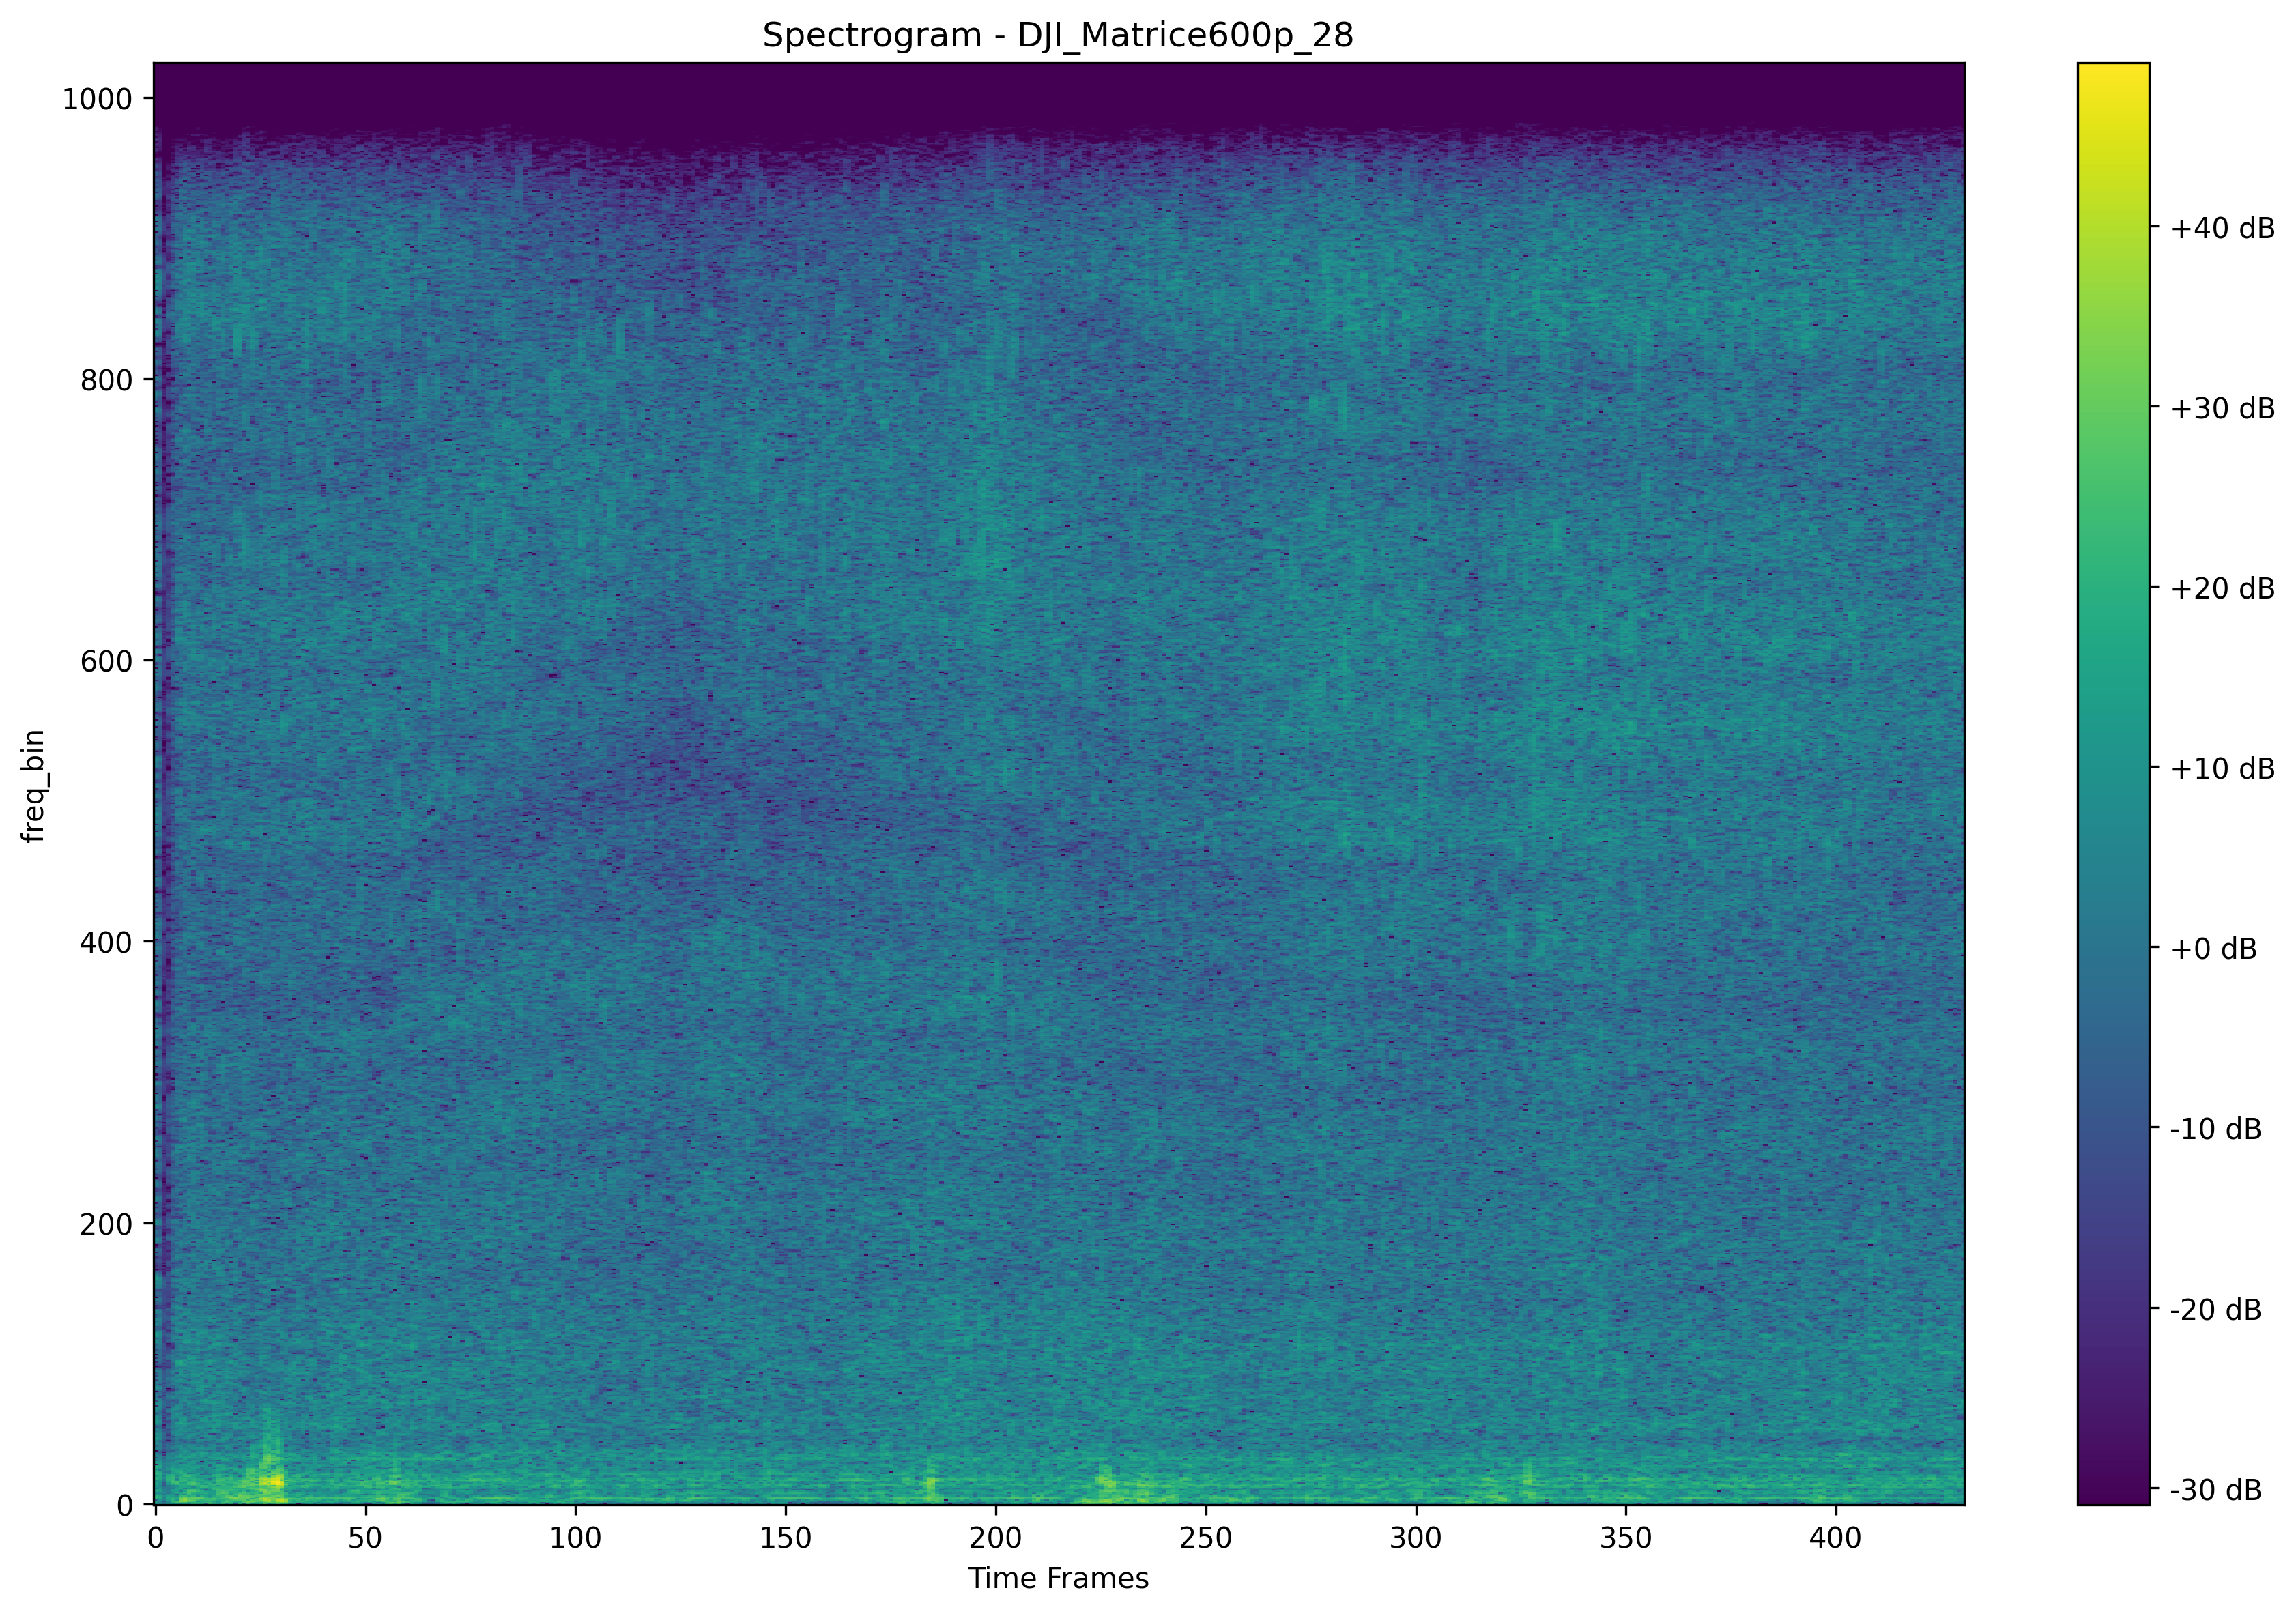 Spectrogram - DJI_Matrice600p_28
1000
800
600
400
200
0
freq_bin
0 50 100 150 200 250 300 350 400
Time Frames
+40 dB
+30 dB
+20 dB
+10 dB
+0 dB
-10 dB
-20 dB
-30 dB